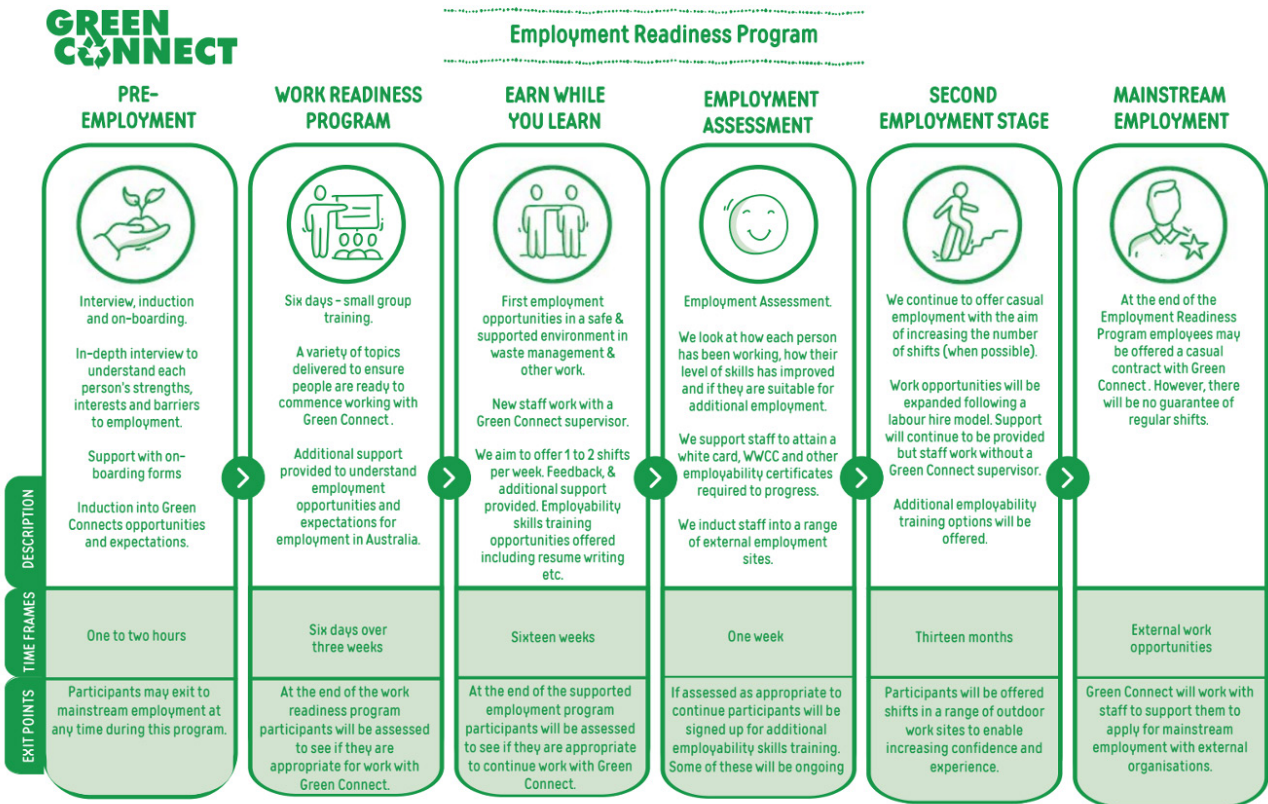 GREEN
CONNECT
Employment Readiness Program
PRE-
EMPLOYMENT
WORK READINESS
PROGRAM
EARN WHILE
YOU LEARN
EMPLOYMENT
ASSESSMENT
SECOND
EMPLOYMENT STAGE
MAINSTREAM
EMPLOYMENT
DESCRIPTION
Interview, induction
and on-boarding.
In-depth interview to
understand each
person's strengths,
interests and barriers
to employment.
Support with on-
boarding forms
Induction into Green
Connects opportunities
and expectations.
Six days - small group
training.
A variety of topics
delivered to ensure
people are ready to
commence working with
Green Connect .
Additional support
provided to understand
employment
opportunities and
expectations for
employment in Australia.
First employment
opportunities in a safe &
supported environment in
waste management &
other work.
New staff work with a
Green Connect supervisor.
We aim to offer 1 to 2 shifts
per week. Feedback, &
additional support
provided. Employability
skills training
opportunities offered
including resume writing
etc.
Employment Assessment.
We look at how each person
has been working, how their
level of skills has improved
and if they are suitable for
additional employment.
We support staff to attain a
white card, WWCC and other
employability certificates
required to progress.
We induct staff into a range
of external employment
sites.
We continue to offer casual
employment with the aim
of increasing the number
of shifts (when possible).
Work opportunities will be
expanded following a
labour hire model. Support
will continue to be provided
but staff work without a
Green Connect supervisor.
Additional employability
training options will be
offered.
At the end of the
Employment Readiness
Program employees may
be offered a casual
contract with Green
Connect . However, there
will be no guarantee of
regular shifts.
TIME FRAMES
One to two hours
Six days over
three weeks
Sixteen weeks
One week
Thirteen months
External work
opportunities
EXIT POINTS
Participants may exit to
mainstream employment at
any time during this program.
At the end of the work
readiness program
participants will be assessed
to see if they are
appropriate for work with
Green Connect.
At the end of the supported
employment program
participants will be assessed
to see if they are appropriate
to continue work with Green
Connect.
If assessed as appropriate to
continue participants will be
signed up for additional
employability skills training.
Some of these will be ongoing
Participants will be offered
shifts in a range of outdoor
work sites to enable
increasing confidence and
experience.
Green Connect will work with
staff to support them to
apply for mainstream
employment with external
organisations.